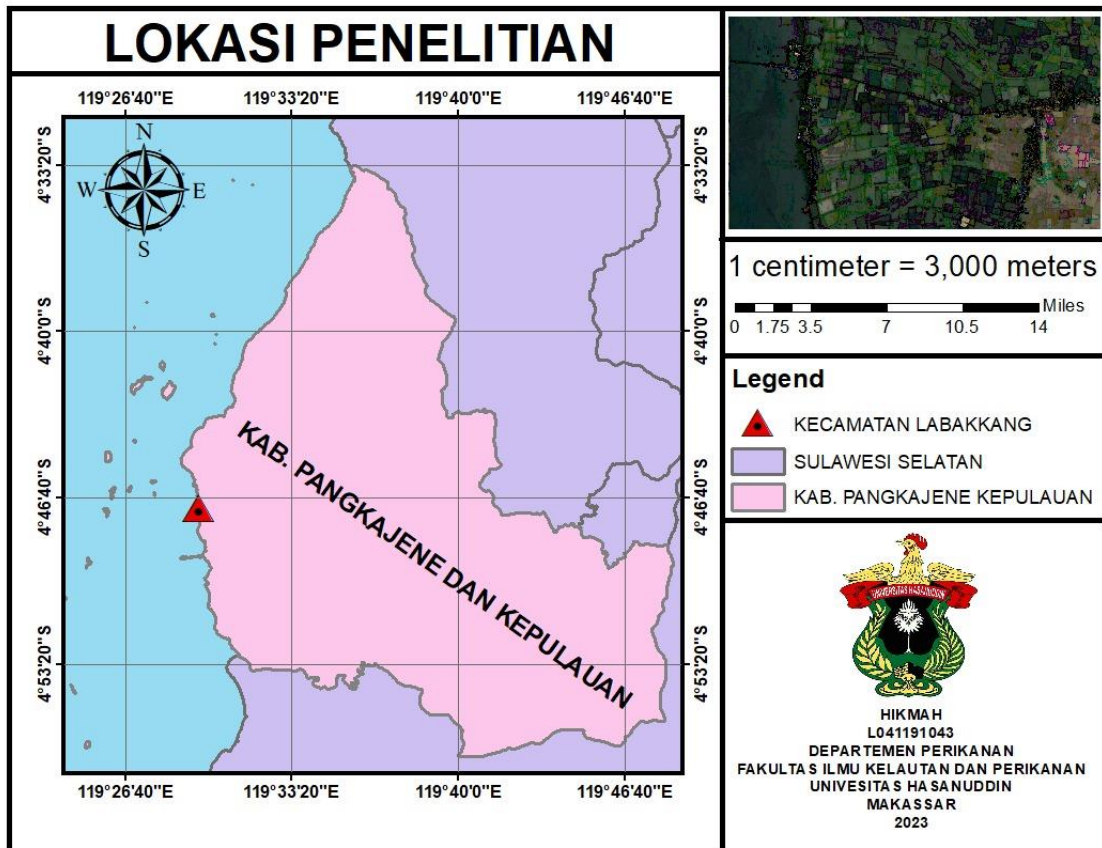 LOKASI PENELITIAN
119°26'40"E 119°33'20"E 119°40'0"E 119°46'40"E
N
W E
S
4°33'20"S 4°33'20"S
4°40'0"S 4°40'0"S
4°46'40"S 4°46'40"S
4°53'20"S 4°53'20"S
KAB. PANGKAJENE DAN KEPULAUAN
119°26'40"E 119°33'20"E 119°40'0"E 119°46'40"E
1 centimeter = 3,000 meters
Miles
0 1.75 3.5 7 10.5 14
Legend
KECAMATAN LABAKKANG
SULAWESI SELATAN
KAB. PANGKAJENE KEPULAUAN
UNIVERSITAS HASANUDDIN
HIKMAH
L041191043
DEPARTEMEN PERIKANAN
FAKULTAS ILMU KELAUTAN DAN PERIKANAN
UNIVESITAS HASANUDDIN
MAKASSAR
2023